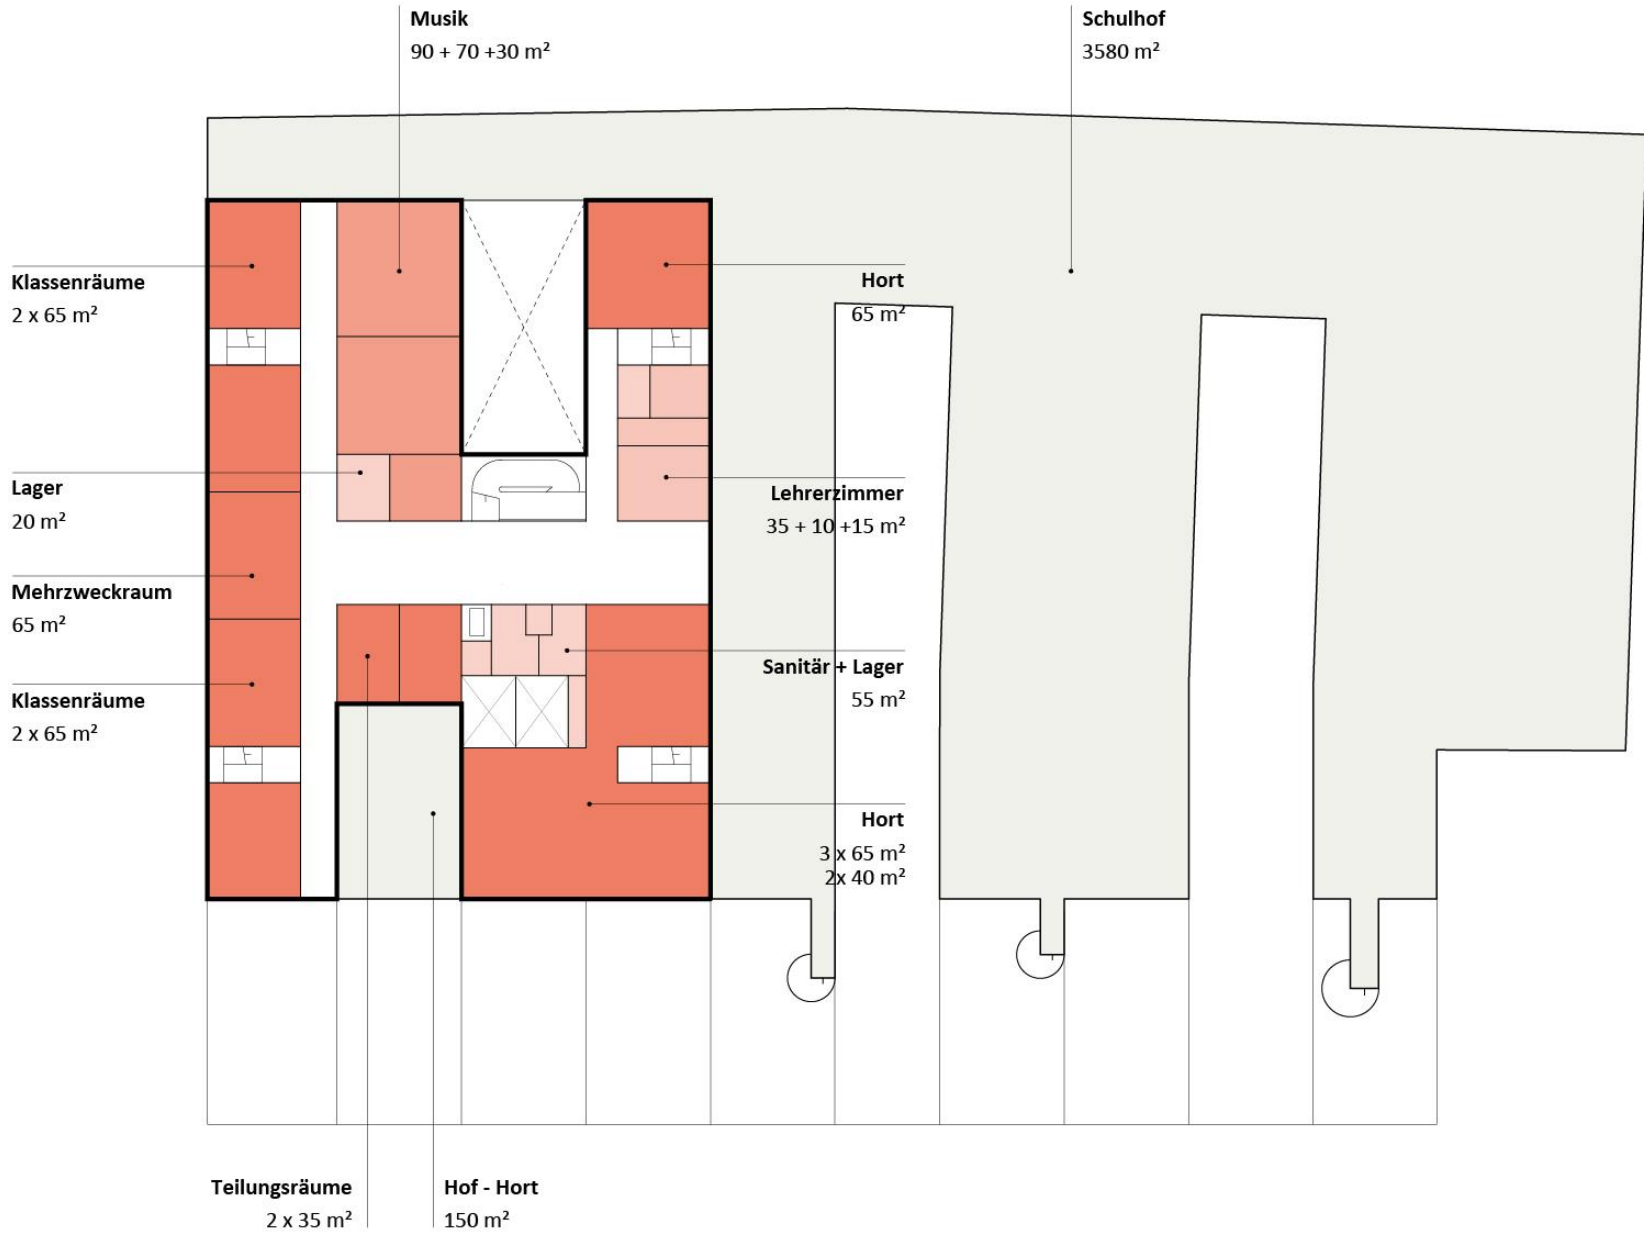 Musik
90 + 70 +30 m²
Schulhof
3580 m²
Klassenräume
2 x 65 m²
Hort
65 m²
Lager
20 m²
Lehrerzimmer
35 + 10 +15 m²
Mehrzweckraum
65 m²
Sanitär + Lager
55 m²
Klassenräume
2 x 65 m²
Hort
3 x 65 m²
2x 40 m²
Teilungsräume
2 x 35 m²
Hof - Hort
150 m²